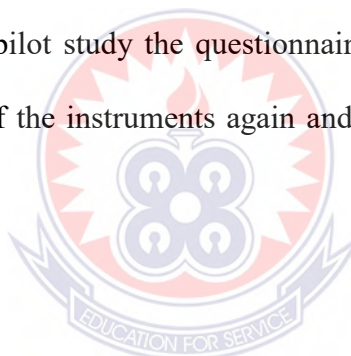 pilot study the questionnair
f the instruments again and
EDUCATION FOR SERVICE